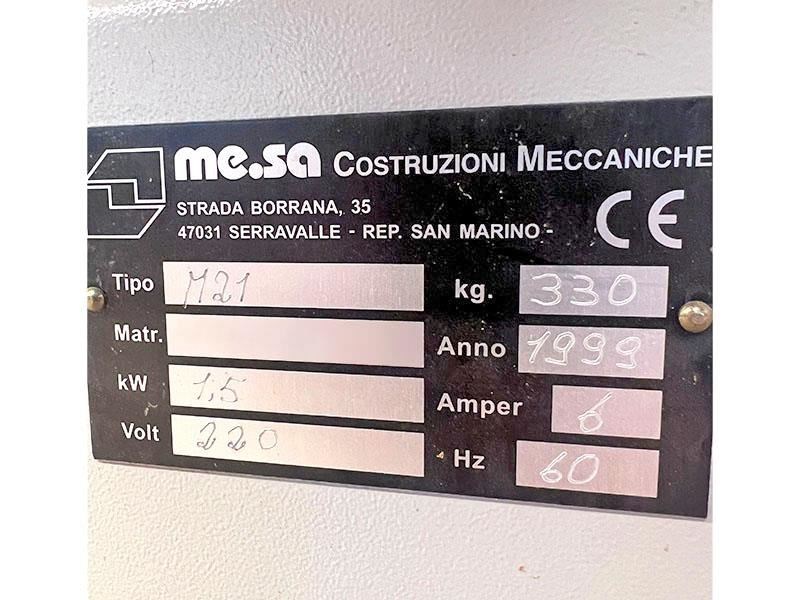 me.sa COSTRUZIONI MECCANICHE
STRADA BORRANA, 35
47031 SERRAVALLE - REP. SAN MARINO -
CE
Tipo M21 kg. 330
Matr. Anno 1999
kW 1,5 Amper 6
Volt 220 Hz 60